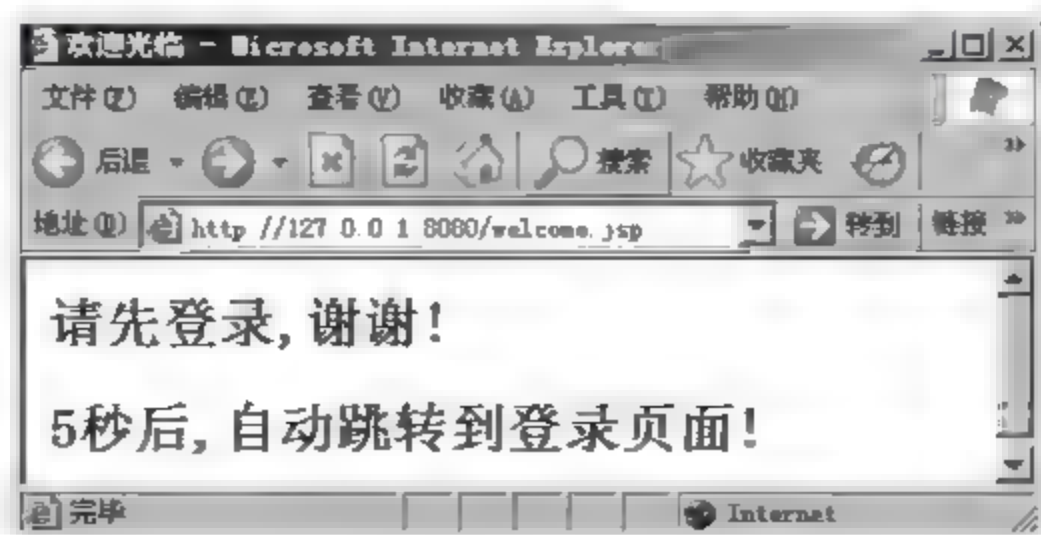 欢迎光临 - Microsoft Internet Explorer
文件(F) 编辑(E) 查看(V) 收藏(A) 工具(T) 帮助(H)
后退 搜索 收藏夹 »
地址(D) http //127 0.0 1 8080/welcome.jsp 转到 链接 »
请先登录,谢谢!
5秒后,自动跳转到登录页面!
完毕 Internet